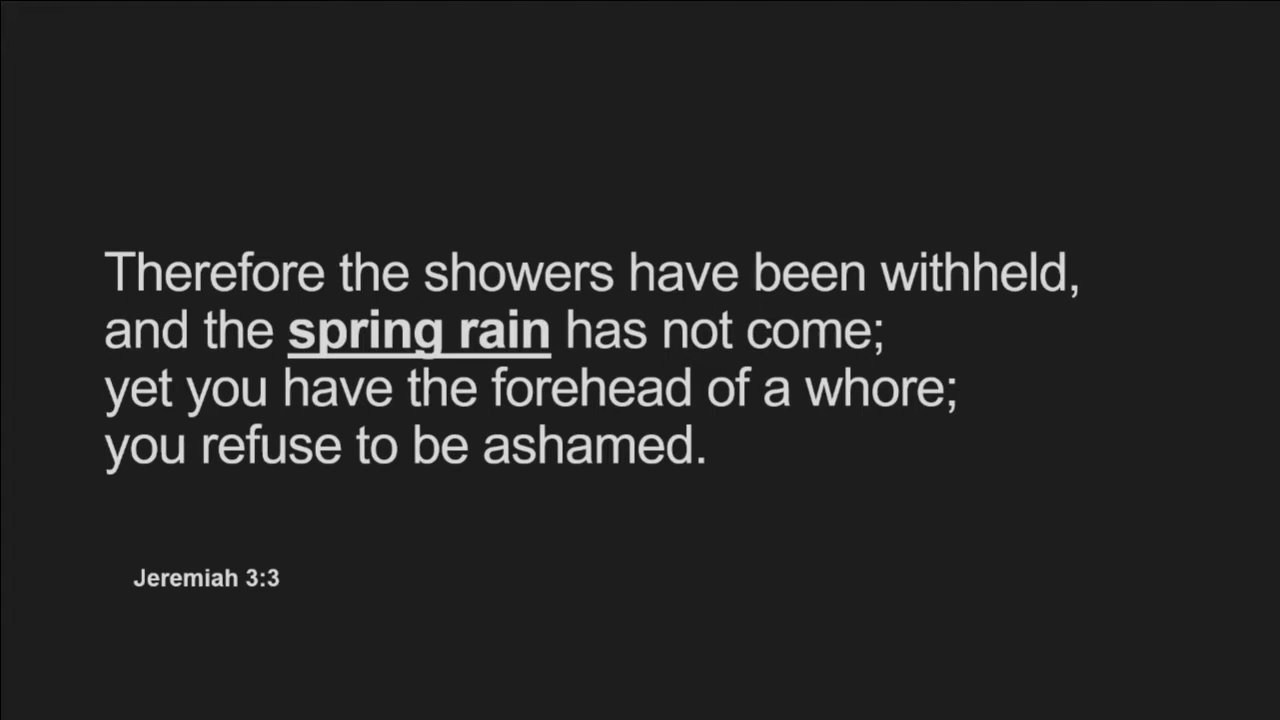 Therefore the showers have been withheld,
and the spring rain has not come;
yet you have the forehead of a whore;
you refuse to be ashamed.
Jeremiah 3:3